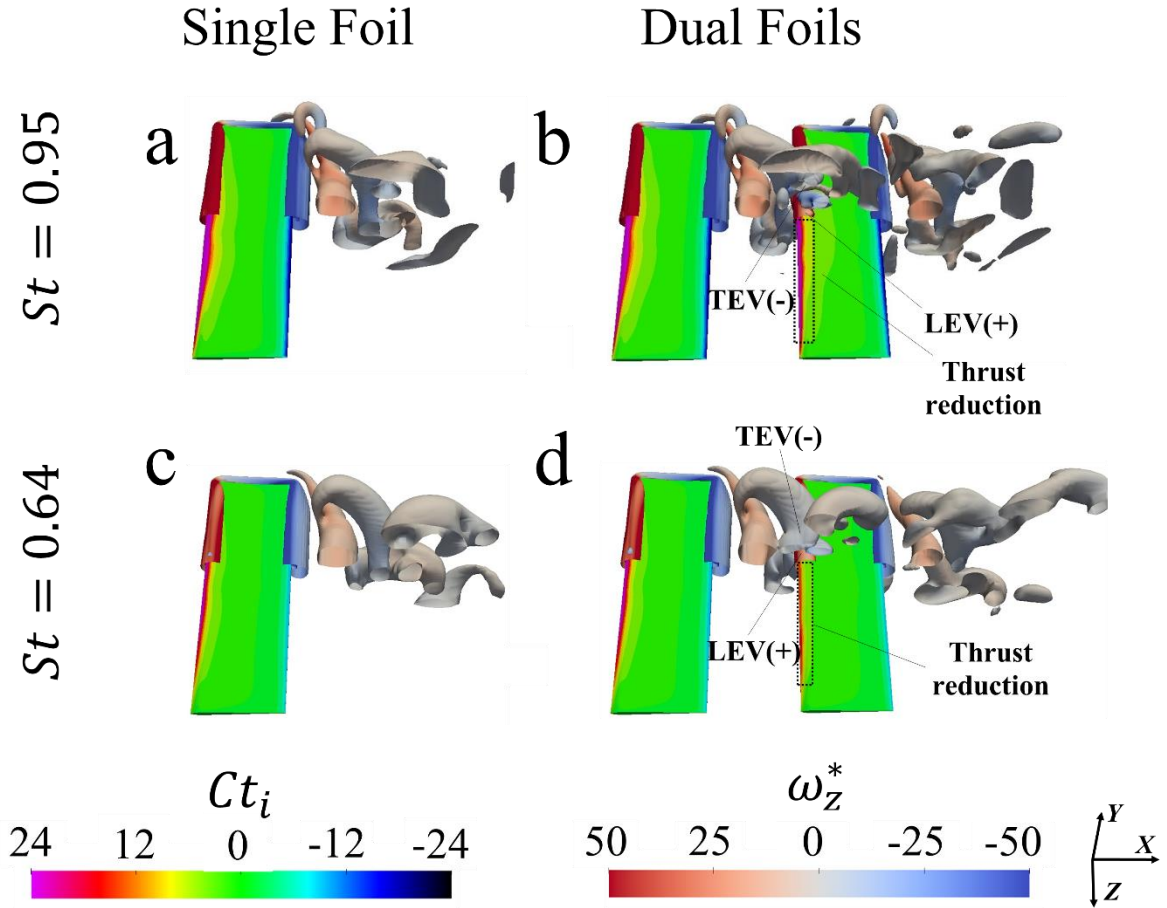 Single Foil
Dual Foils
St = 0.95
a
b
TEV(-)
LEV(+)
Thrust
reduction
St = 0.64
c
d
TEV(-)
LEV(+)
Thrust
reduction
Ct_i
24 12 0 -12 -24
ω_z^*
50 25 0 -25 -50
Y
X
Z